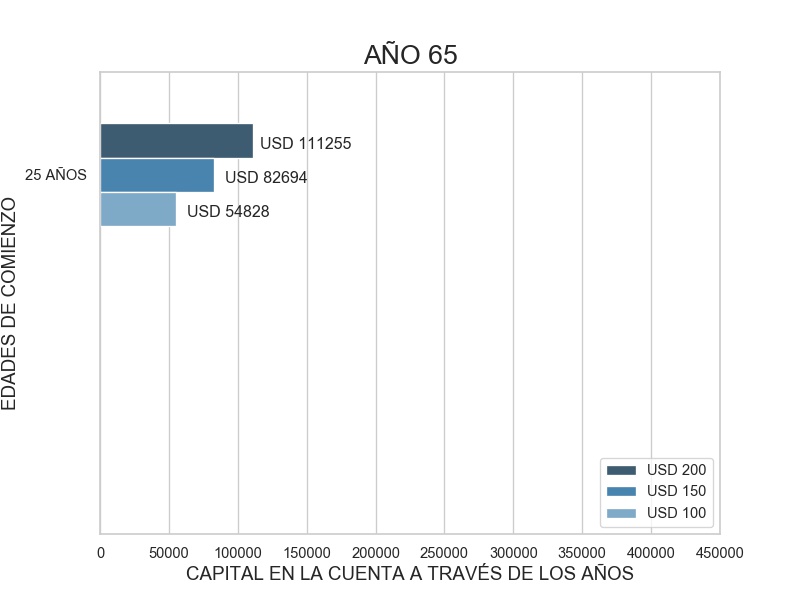 AÑO 65
USD 111255
25 AÑOS
USD 82694
USD 54828
EDADES DE COMIENZO
USD 200
USD 150
USD 100
0 50000 100000 150000 200000 250000 300000 350000 400000 450000
CAPITAL EN LA CUENTA A TRAVÉS DE LOS AÑOS